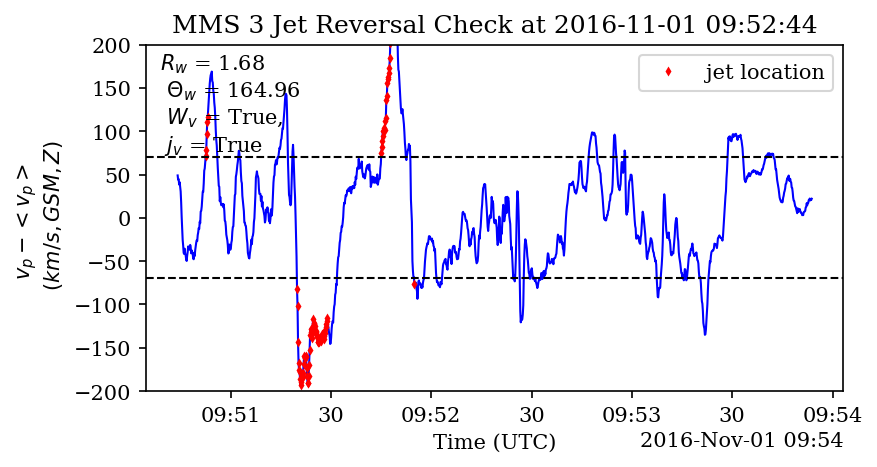 MMS 3 Jet Reversal Check at 2016-11-01 09:52:44
R_w = 1.68
Θ_w = 164.96
W_v = True,
j_v = True
jet location
200
150
100
50
0
−50
−100
−150
−200
v_p − < v_p >
(km/s, GSM, Z)
09:51 30 09:52 30 09:53 30 09:54
Time (UTC)
2016-Nov-01 09:54